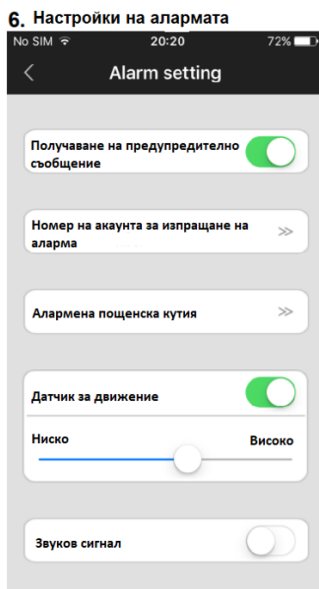 6. Настройки на алармата
No SIM 20:20 72%
Alarm setting
Получаване на предупредително
съобщение
Номер на акаунта за изпращане на
аларма
Алармена пощенска кутия
Датчик за движение
Ниско Високо
Звуков сигнал